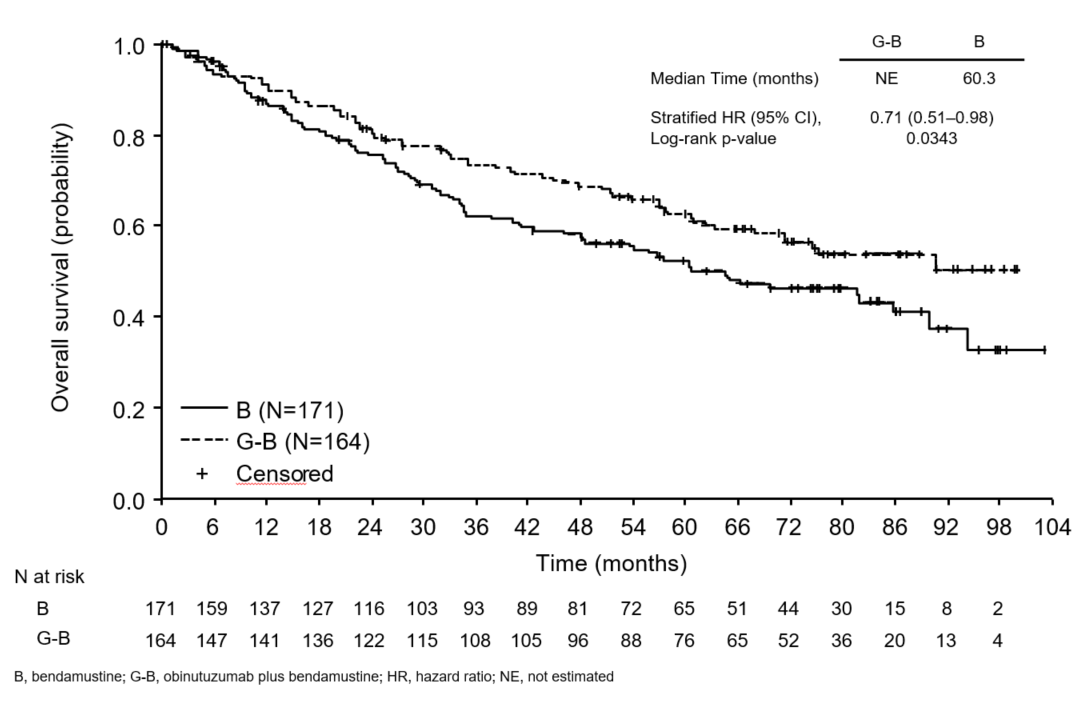 G-B B
Median Time (months) NE 60.3
Stratified HR (95% CI), 0.71 (0.51–0.98)
Log-rank p-value 0.0343
Overall survival (probability)
1.0
0.8
0.6
0.4
0.2
0.0
B (N=171)
G-B (N=164)
Censored
0 6 12 18 24 30 36 42 48 54 60 66 72 80 86 92 98 104
Time (months)
N at risk
B 171 159 137 127 116 103 93 89 81 72 65 51 44 30 15 8 2
G-B 164 147 141 136 122 115 108 105 96 88 76 65 52 36 20 13 4
B, bendamustine; G-B, obinutuzumab plus bendamustine; HR, hazard ratio; NE, not estimated